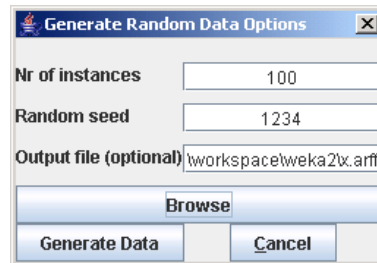 Generate Random Data Options
Nr of instances 100
Random seed 1234
Output file (optional) \workspace\weka2\x.arff
Browse
Generate Data Cancel